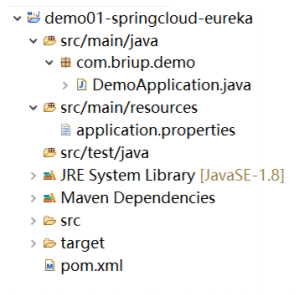 demo01-springcloud-eureka
src/main/java
com.briup.demo
DemoApplication.java
src/main/resources
application.properties
src/test/java
JRE System Library [JavaSE-1.8]
Maven Dependencies
src
target
pom.xml